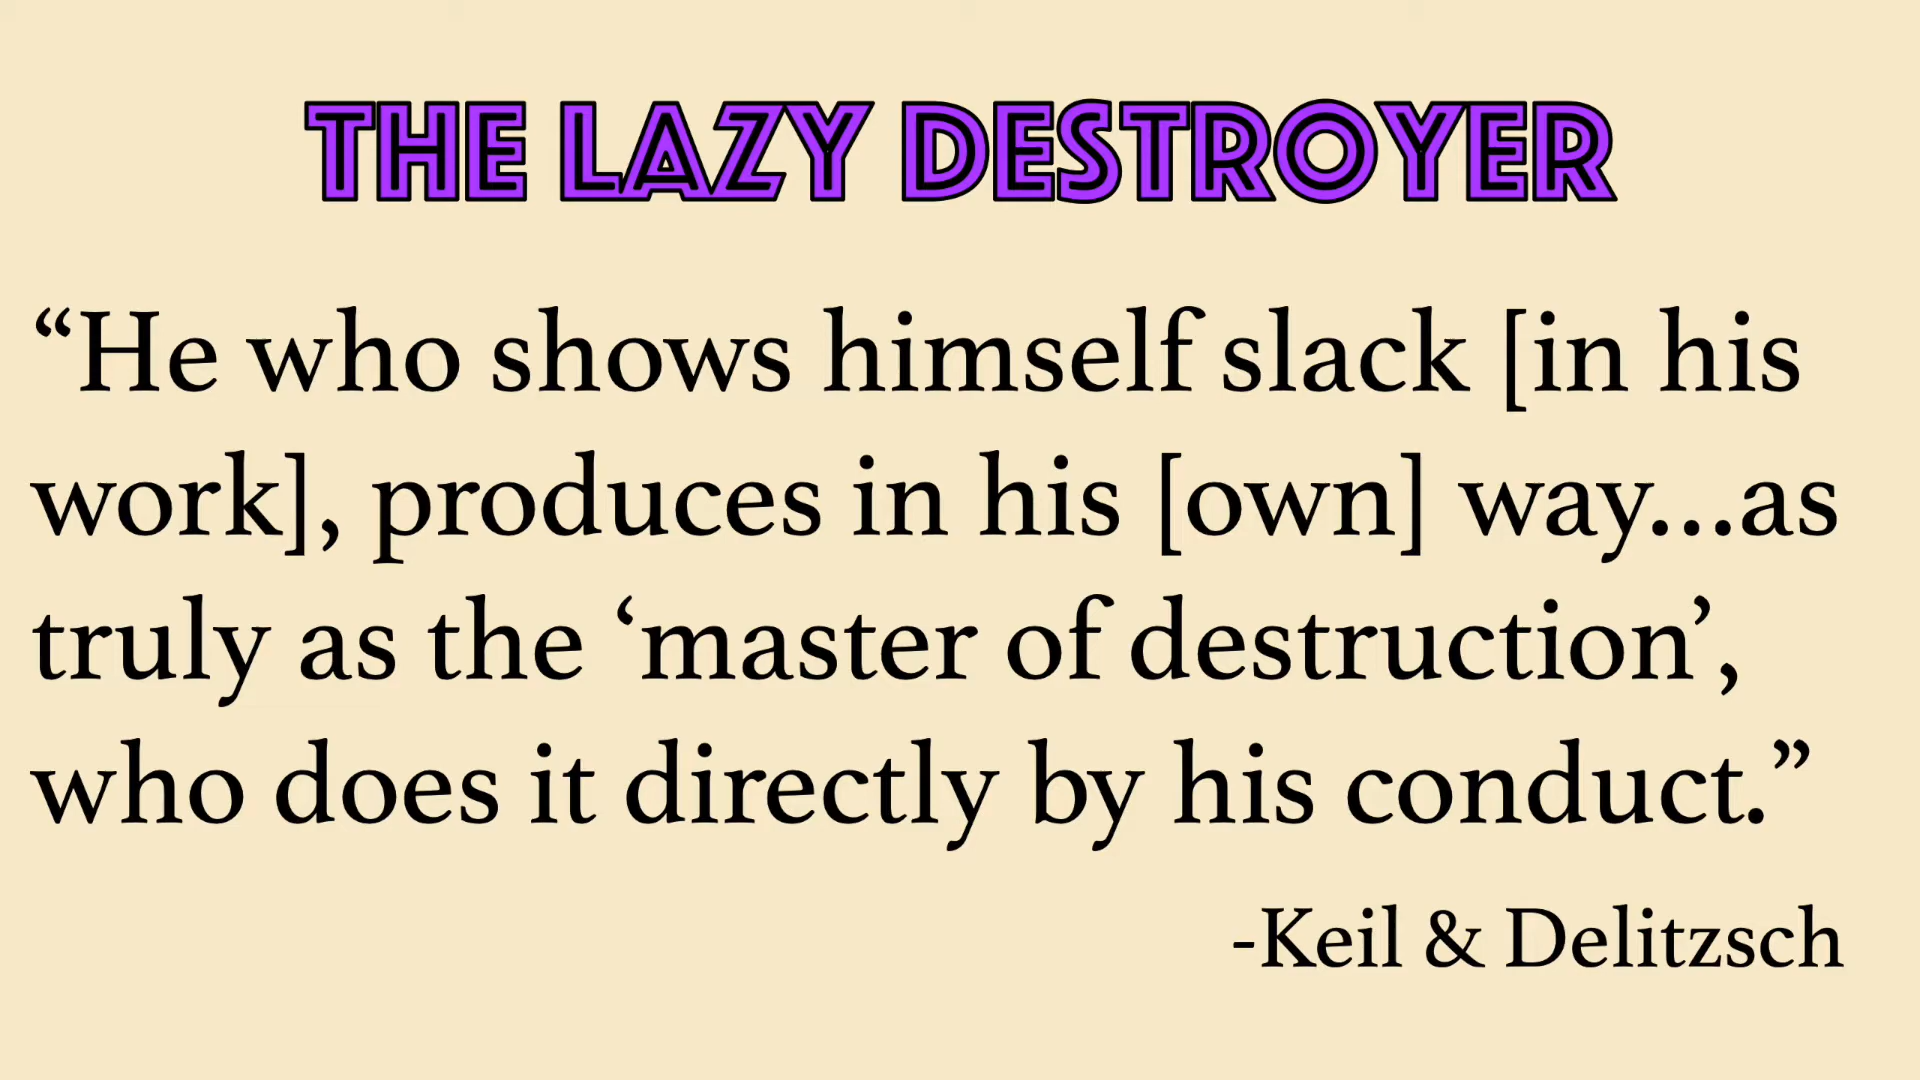 THE LAZY DESTROYER
“He who shows himself slack [in his
work], produces in his [own] way...as
truly as the ‘master of destruction’,
who does it directly by his conduct.”
-Keil & Delitzsch